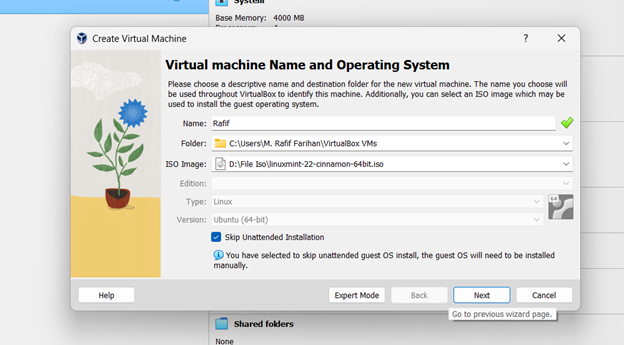 System
Base Memory: 4000 MB
Create Virtual Machine
?
Virtual machine Name and Operating System
Please choose a descriptive name and destination folder for the new virtual machine. The name you choose will
be used throughout VirtualBox to identify this machine. Additionally, you can select an ISO image which may be
used to install the guest operating system.
Name: Rafif
Folder: C:\Users\M. Rafif Farihan\VirtualBox VMs
ISO Image: D:\File Iso\linuxmint-22-cinnamon-64bit.iso
Edition:
Type: Linux
64
Version: Ubuntu (64-bit)
Skip Unattended Installation
You have selected to skip unattended guest OS install, the guest OS will need to be installed
manually.
Help Expert Mode Back Next Cancel
Go to previous wizard page.
Shared folders
None